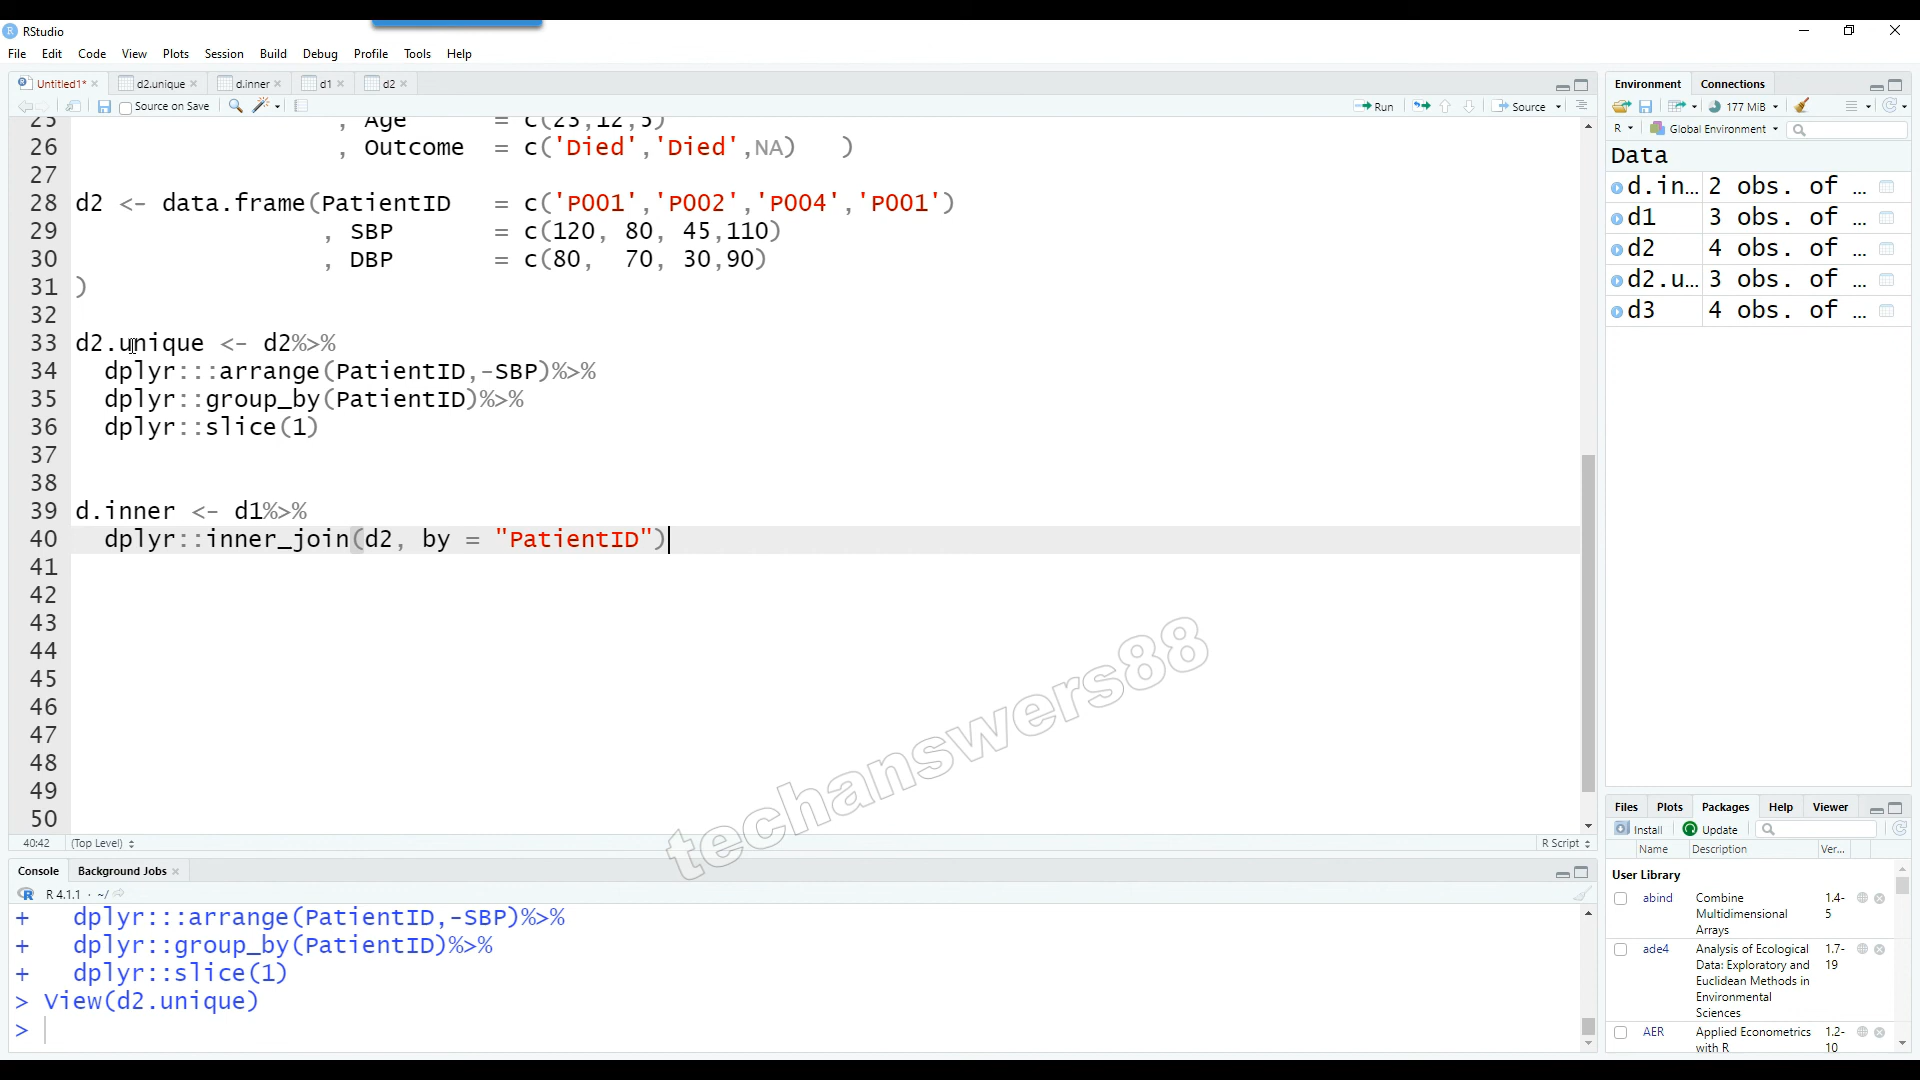 RStudio
File Edit Code View Plots Session Build Debug Profile Tools Help
Untitled1* d2.unique d.inner d1 d2
Source on Save Run Source
25 , Age = c(23,12,5)
26 , Outcome = c('Died','Died',NA) )
27
28 d2 <- data.frame(PatientID = c('P001','P002','P004','P001')
29 , SBP = c(120, 80, 45,110)
30 , DBP = c(80, 70, 30,90)
31 )
32
33 d2.unique <- d2%>%
34 dplyr:::arrange(PatientID,-SBP)%>%
35 dplyr::group_by(PatientID)%>%
36 dplyr::slice(1)
37
38
39 d.inner <- d1%>%
40 dplyr::inner_join(d2, by = "PatientID")
41
42
43
44
45
46
47
48
49
50
techanswers88
40:42 (Top Level) R Script
Console Background Jobs
R 4.1.1 · ~/
+ dplyr:::arrange(PatientID,-SBP)%>%
+ dplyr::group_by(PatientID)%>%
+ dplyr::slice(1)
> View(d2.unique)
>
Environment Connections
177 MiB
R Global Environment
Data
d.in... 2 obs. of ...
d1 3 obs. of ...
d2 4 obs. of ...
d2.u... 3 obs. of ...
d3 4 obs. of ...
Files Plots Packages Help Viewer
Install Update
Name Description Ver...
User Library
abind Combine 1.4-
Multidimensional 5
Arrays
ade4 Analysis of Ecological 1.7-
Data: Exploratory and 19
Euclidean Methods in
Environmental
Sciences
AER Applied Econometrics 1.2-
with R 10